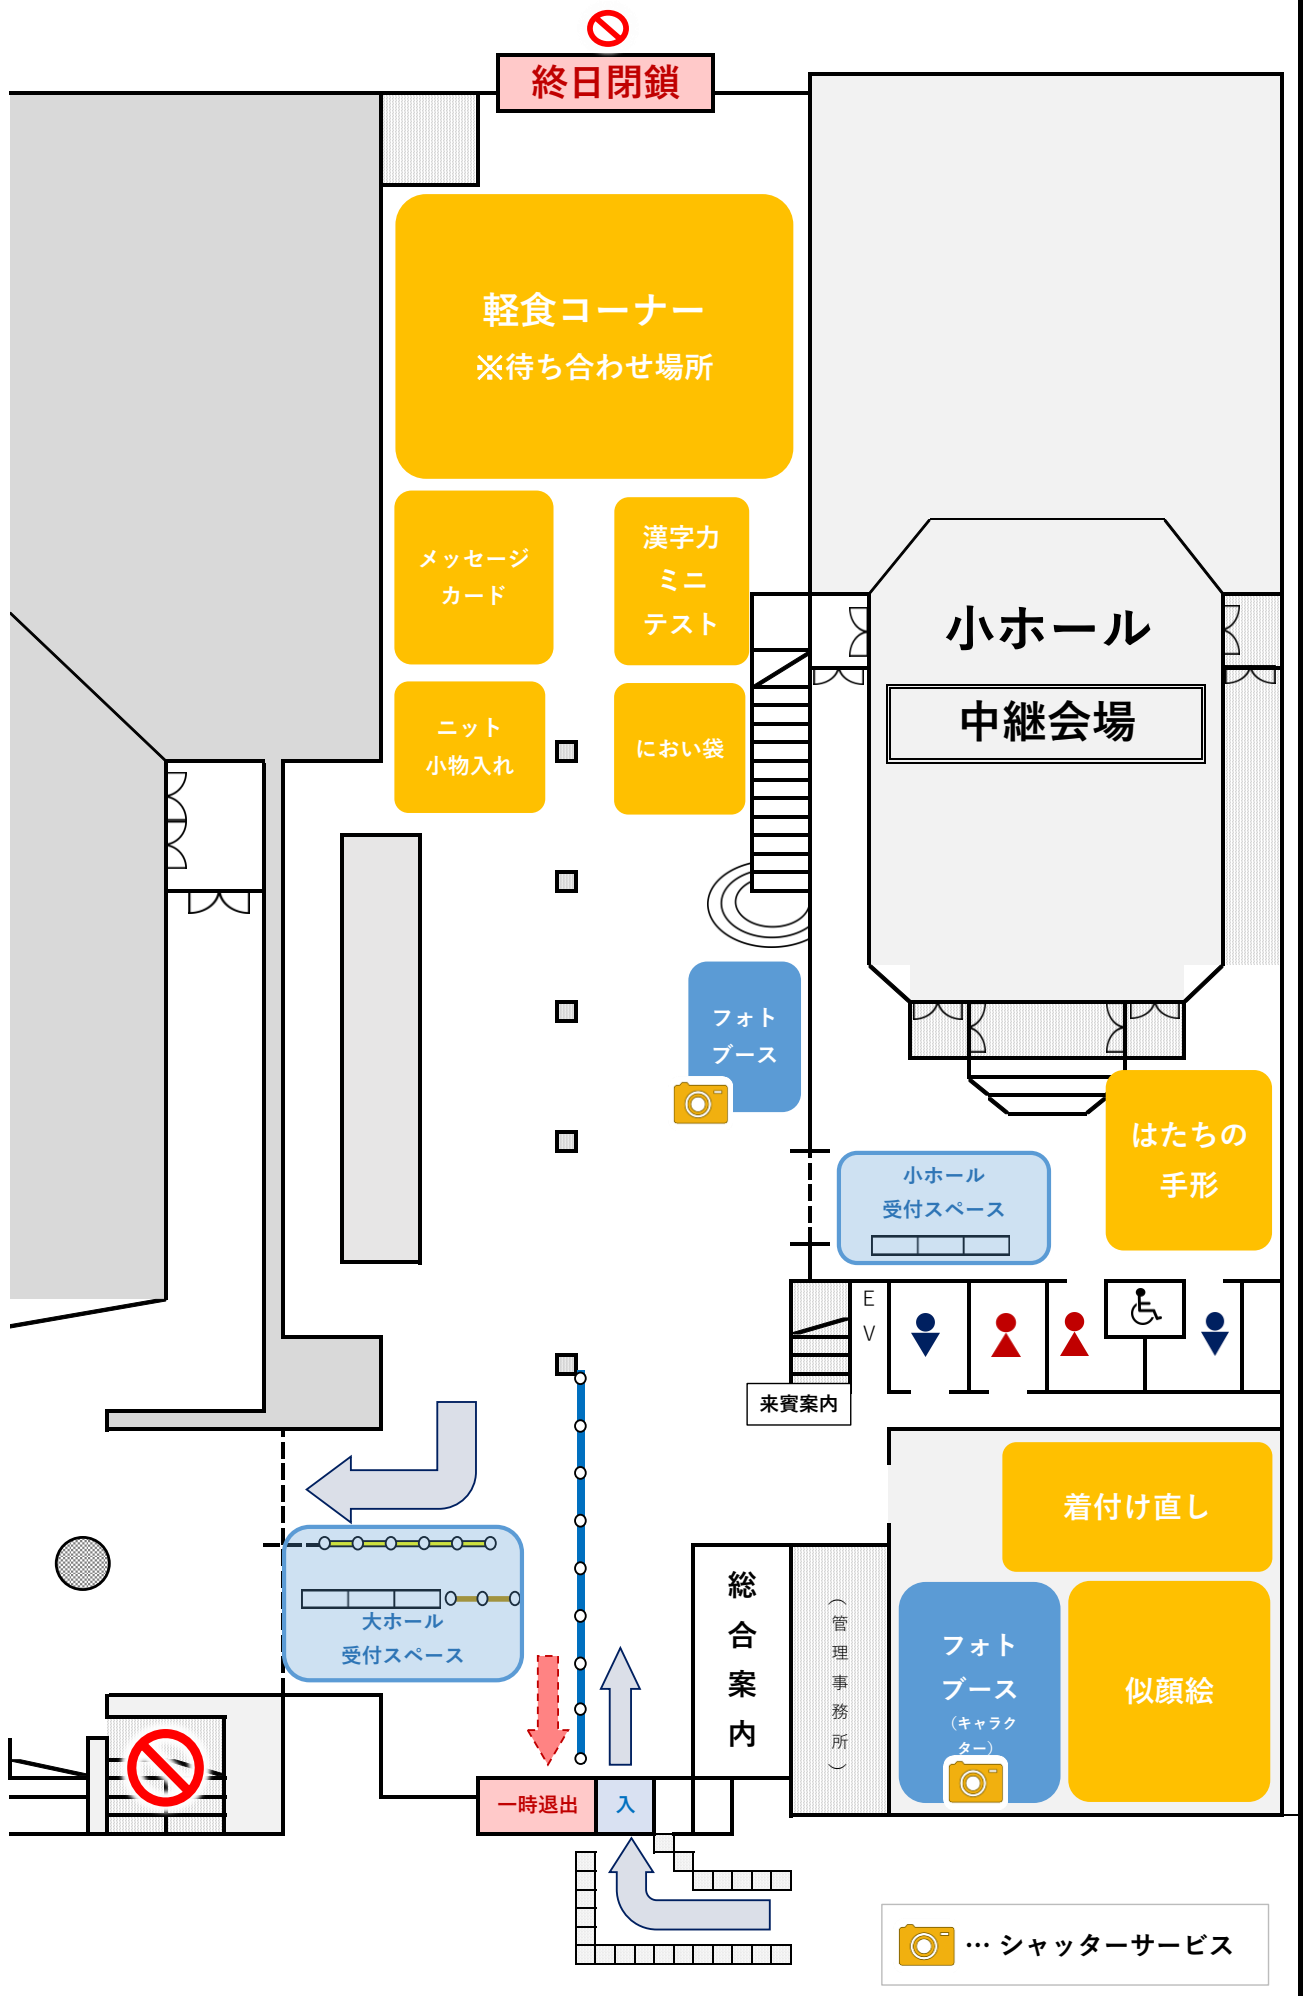 終日閉鎖
軽食コーナー
※待ち合わせ場所
メッセージ
カード
漢字力
ミニ
テスト
小ホール
中継会場
ニット
小物入れ
におい袋
フォト
ブース
はたちの
手形
小ホール
受付スペース
E
V
来賓案内
着付け直し
大ホール
受付スペース
総
合
案
内
（管理事務所）
フォト
ブース
（キャラク
ター）
似顔絵
一時退出
入
… シャッターサービス